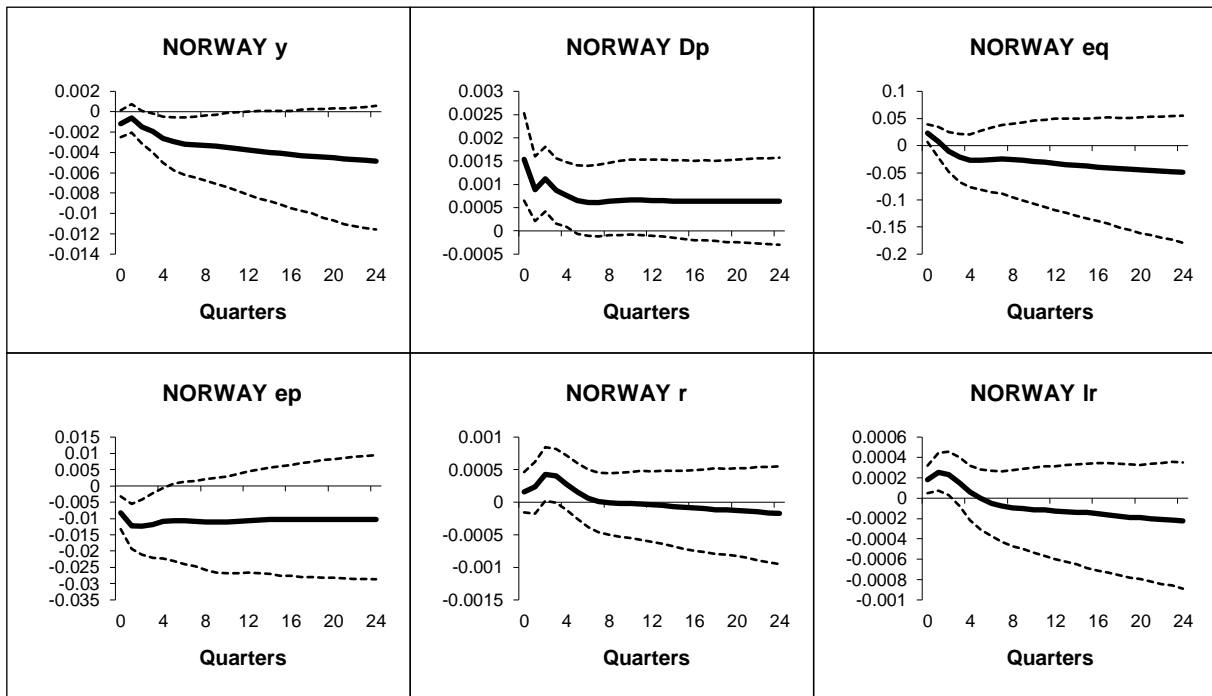 NORWAY y
0.002
0
-0.002
-0.004
-0.006
-0.008
-0.01
-0.012
-0.014
0 4 8 12 16 20 24
Quarters
NORWAY Dp
0.003
0.0025
0.002
0.0015
0.001
0.0005
0
-0.0005
0 4 8 12 16 20 24
Quarters
NORWAY eq
0.1
0.05
0
-0.05
-0.1
-0.15
-0.2
0 4 8 12 16 20 24
Quarters
NORWAY ep
0.015
0.01
0.005
0
-0.005
-0.01
-0.015
-0.02
-0.025
-0.03
-0.035
0 4 8 12 16 20 24
Quarters
NORWAY r
0.001
0.0005
0
-0.0005
-0.001
-0.0015
0 4 8 12 16 20 24
Quarters
NORWAY lr
0.0006
0.0004
0.0002
0
-0.0002
-0.0004
-0.0006
-0.0008
-0.001
0 4 8 12 16 20 24
Quarters